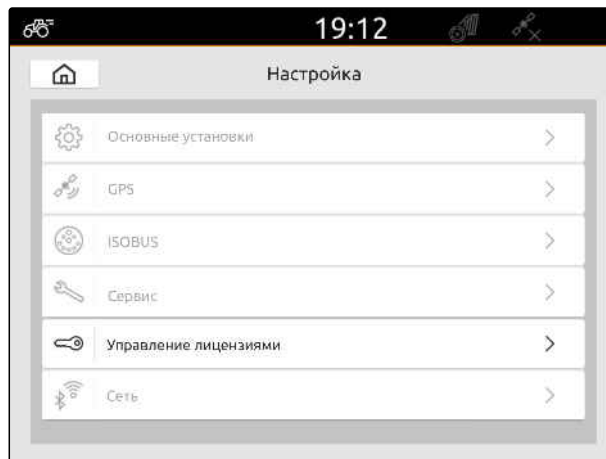 19:12
Настройка
Основные установки
GPS
ISOBUS
Сервис
Управление лицензиями
Сеть